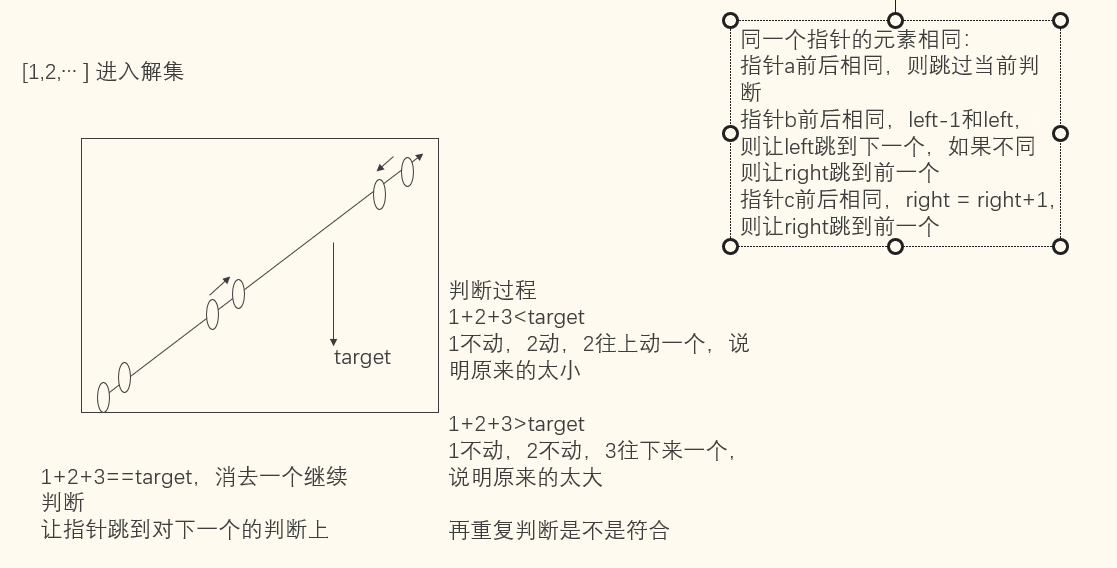 [1,2,··· ] 进入解集
同一个指针的元素相同：
指针a前后相同，则跳过当前判
断
指针b前后相同，left-1和left，
则让left跳到下一个，如果不同
则让right跳到前一个
指针c前后相同，right = right+1,
则让right跳到前一个
target
判断过程
1+2+3<target
1不动，2动，2往上动一个，说
明原来的太小
1+2+3>target
1不动，2不动，3往下来一个，
说明原来的太大
再重复判断是不是符合
1+2+3==target，消去一个继续
判断
让指针跳到对下一个的判断上